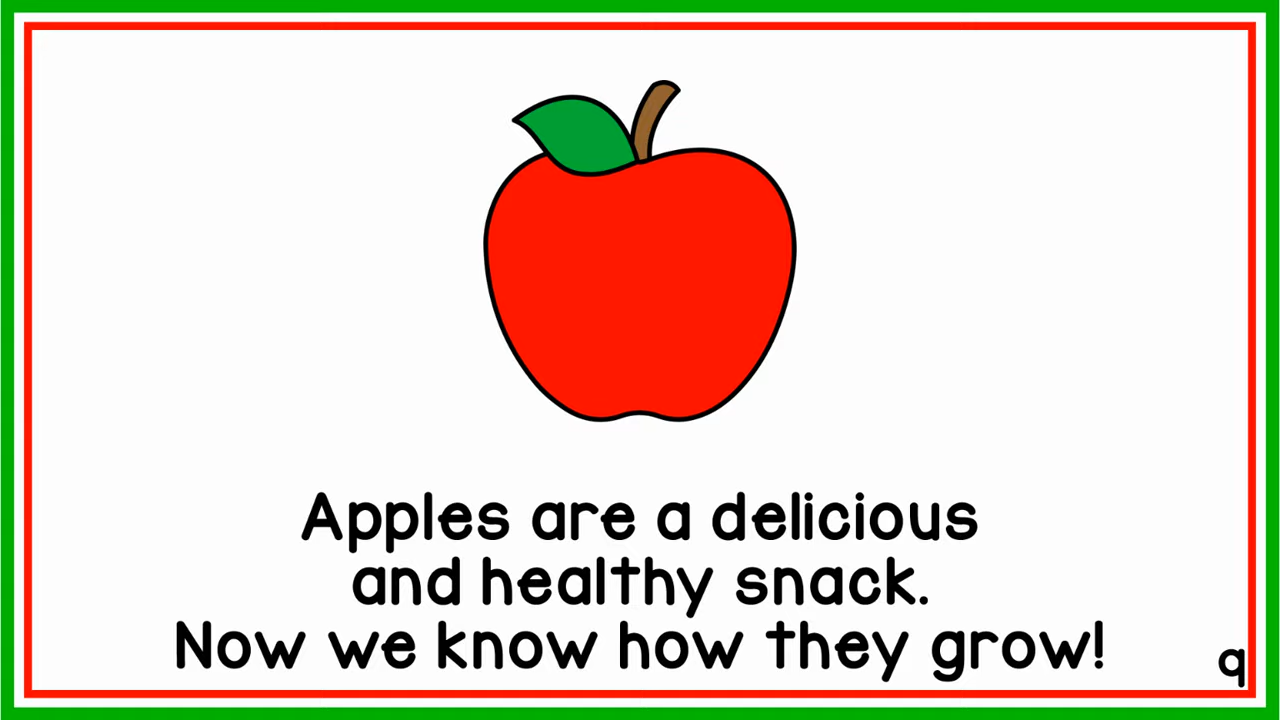 Apples are a delicious
and healthy snack.
Now we know how they grow!
9